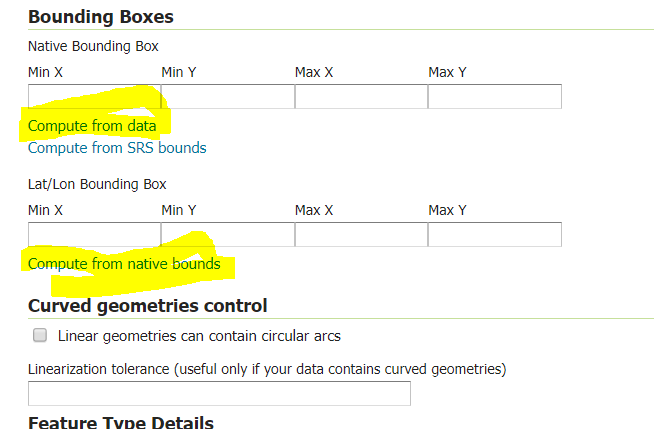 Bounding Boxes
Native Bounding Box
Min X Min Y Max X Max Y
Compute from data
Compute from SRS bounds
Lat/Lon Bounding Box
Min X Min Y Max X Max Y
Compute from native bounds
Curved geometries control
Linear geometries can contain circular arcs
Linearization tolerance (useful only if your data contains curved geometries)
Feature Type Details